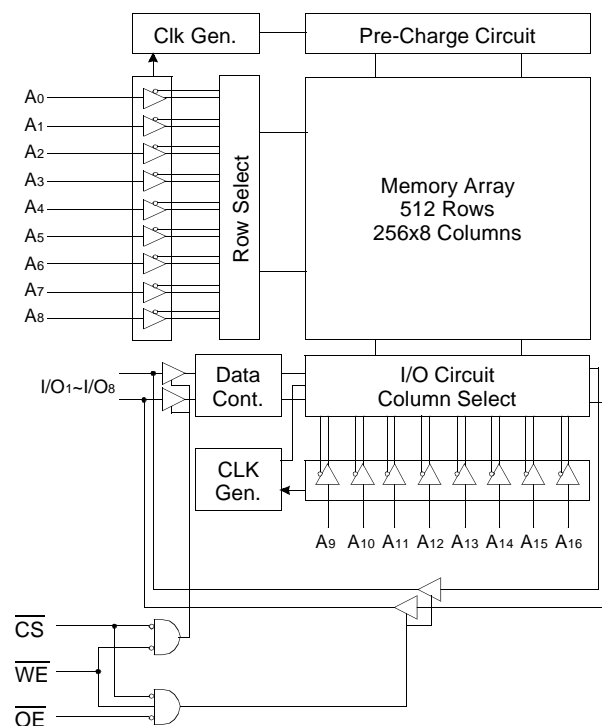 Clk Gen.
Pre-Charge Circuit
A0
A1
A2
A3
A4
A5
A6
A7
A8
Row Select
Memory Array
512 Rows
256x8 Columns
I/O1~I/O8
Data
Cont.
I/O Circuit
Column Select
CLK
Gen.
A9 A10 A11 A12 A13 A14 A15 A16
CS
WE
OE